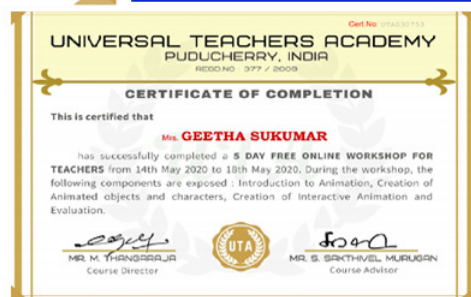 Cert.No: UTA030753
UNIVERSAL TEACHERS ACADEMY
PUDUCHERRY, INDIA
REGD.NO : 377 / 2009
CERTIFICATE OF COMPLETION
This is certified that
Mrs. GEETHA SUKUMAR
has successfully completed a 5 DAY FREE ONLINE WORKSHOP FOR
TEACHERS from 14th May 2020 to 18th May 2020. During the workshop, the
following components are exposed : Introduction to Animation, Creation of
Animated objects and characters, Creation of Interactive Animation and
Evaluation.
UTA
MR. M. THANGARAJA
Course Director
MR. S. SAKTHIVEL MURUGAN
Course Advisor